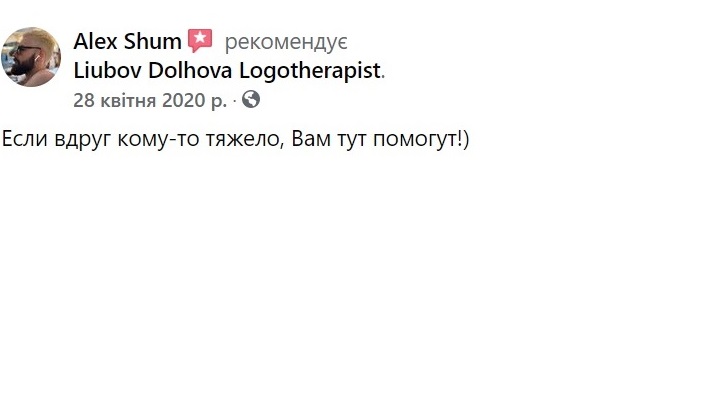 Alex Shum рекомендує
Liubov Dolhova Logotherapist.
28 квітня 2020 р. ·
Если вдруг кому-то тяжело, Вам тут помогут!)